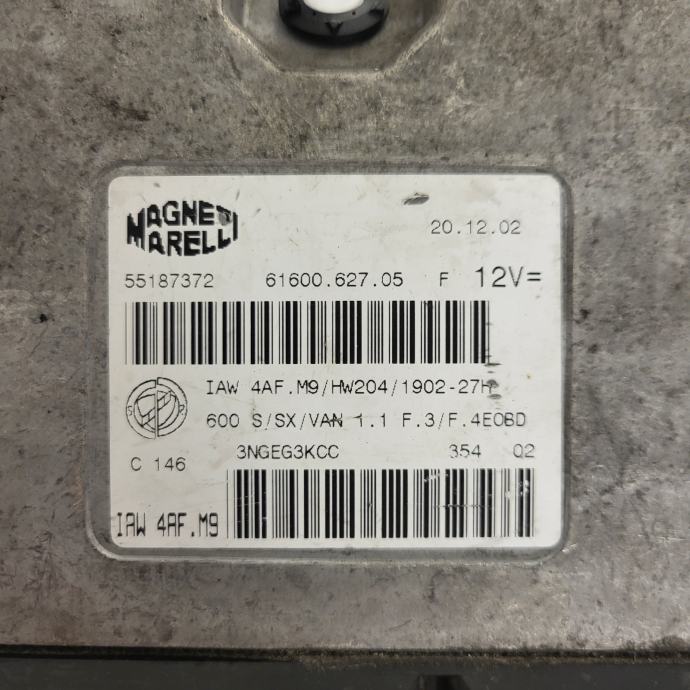 MAGNETI
MARELLI
20.12.02
55187372 61600.627.05 F 12V=
IAW 4AF.M9/HW204/1902-27H
600 S/SX/VAN 1.1 F.3/F.4EOBD
C 146 3NGEG3KCC 354 02
IAW 4AF.M9